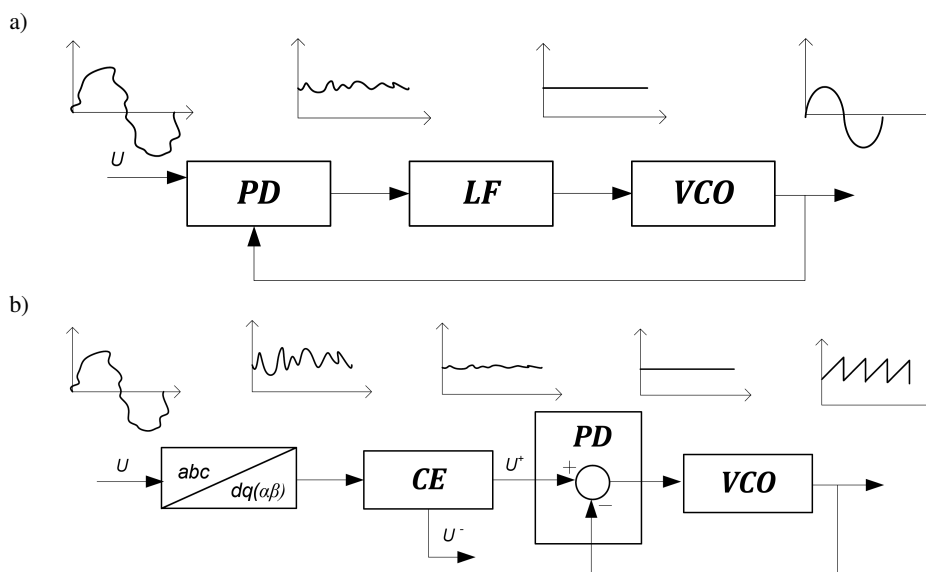 a)
U
PD
LF
VCO
b)
U
abc
dq(αβ)
CE
U⁺
U⁻
PD
+
−
VCO